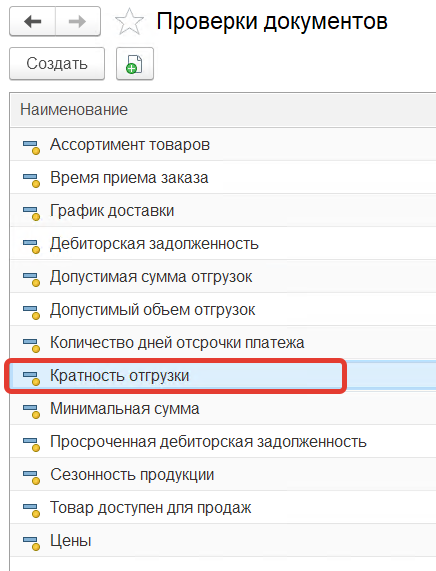 Проверки документов
Создать
Наименование
Ассортимент товаров
Время приема заказа
График доставки
Дебиторская задолженность
Допустимая сумма отгрузок
Допустимый объем отгрузок
Количество дней отсрочки платежа
Кратность отгрузки
Минимальная сумма
Просроченная дебиторская задолженность
Сезонность продукции
Товар доступен для продаж
Цены